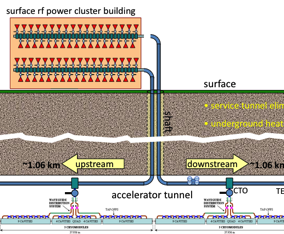 surface rf power cluster building
surface
• service tunnel elim
• underground heat
shaft
~1.06 km
upstream
downstream
~1.06 km
accelerator tunnel
CTO
TE